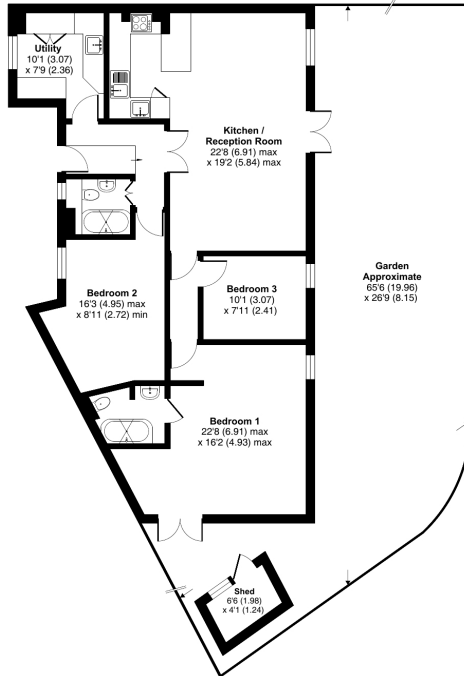 Utility
10'1 (3.07)
x 7'9 (2.36)
Kitchen /
Reception Room
22'8 (6.91) max
x 19'2 (5.84) max
Garden
Approximate
65'6 (19.96)
x 26'9 (8.15)
Bedroom 2
16'3 (4.95) max
x 8'11 (2.72) min
Bedroom 3
10'1 (3.07)
x 7'11 (2.41)
Bedroom 1
22'8 (6.91) max
x 16'2 (4.93) max
Shed
6'6 (1.98)
x 4'1 (1.24)